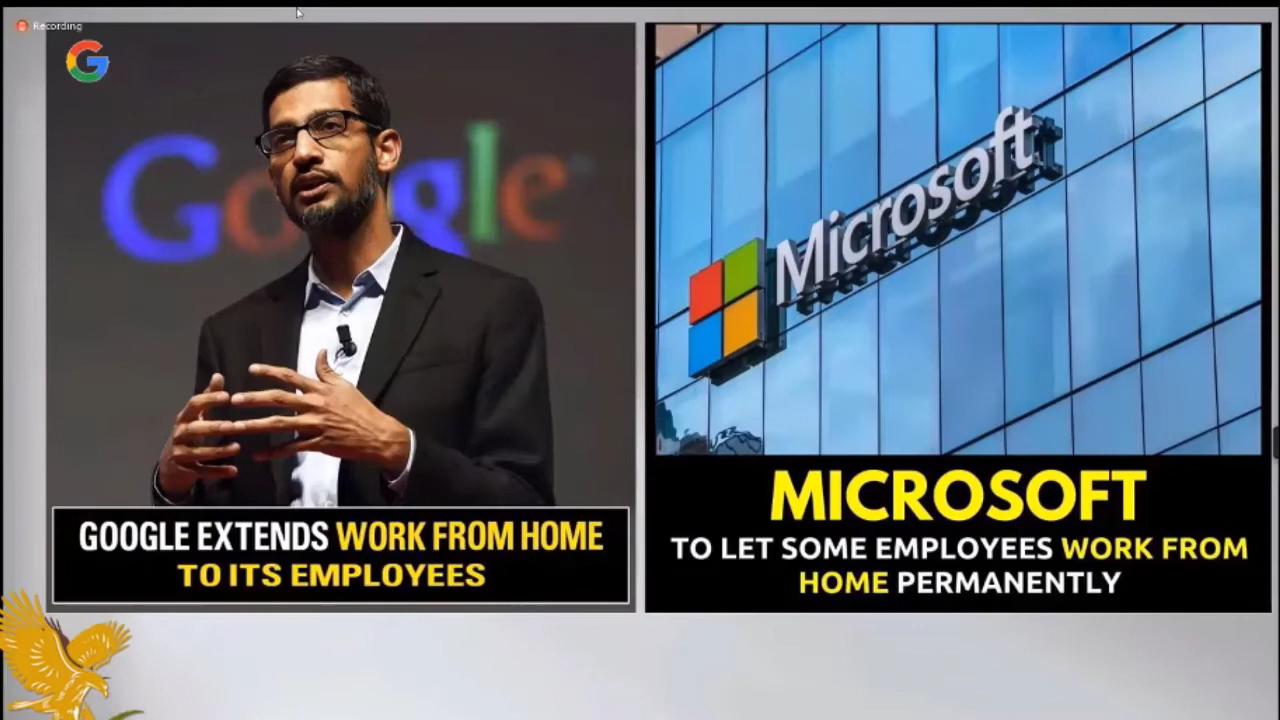 Recording
Google
GOOGLE EXTENDS WORK FROM HOME
TO ITS EMPLOYEES
Microsoft
MICROSOFT
TO LET SOME EMPLOYEES WORK FROM
HOME PERMANENTLY